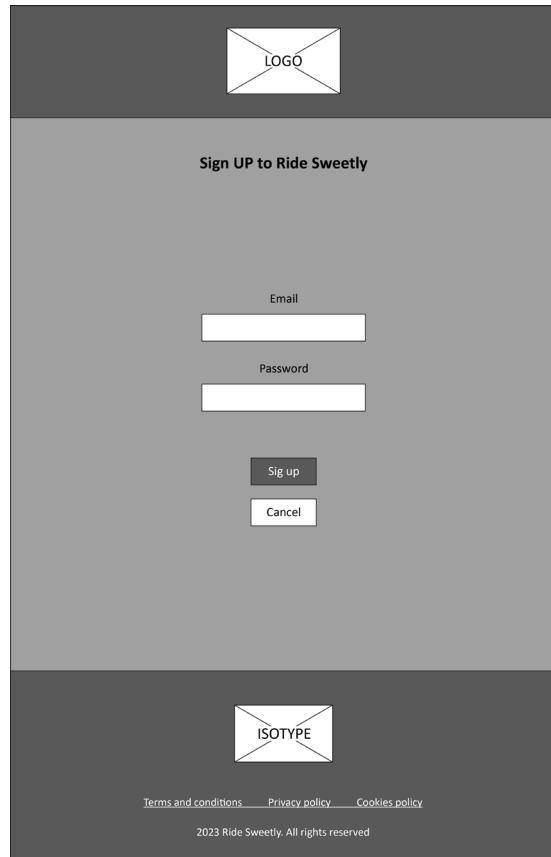 LOGO
Sign UP to Ride Sweetly
Email
Password
Sig up
Cancel
ISOTYPE
Terms and conditions Privacy policy Cookies policy
2023 Ride Sweetly. All rights reserved